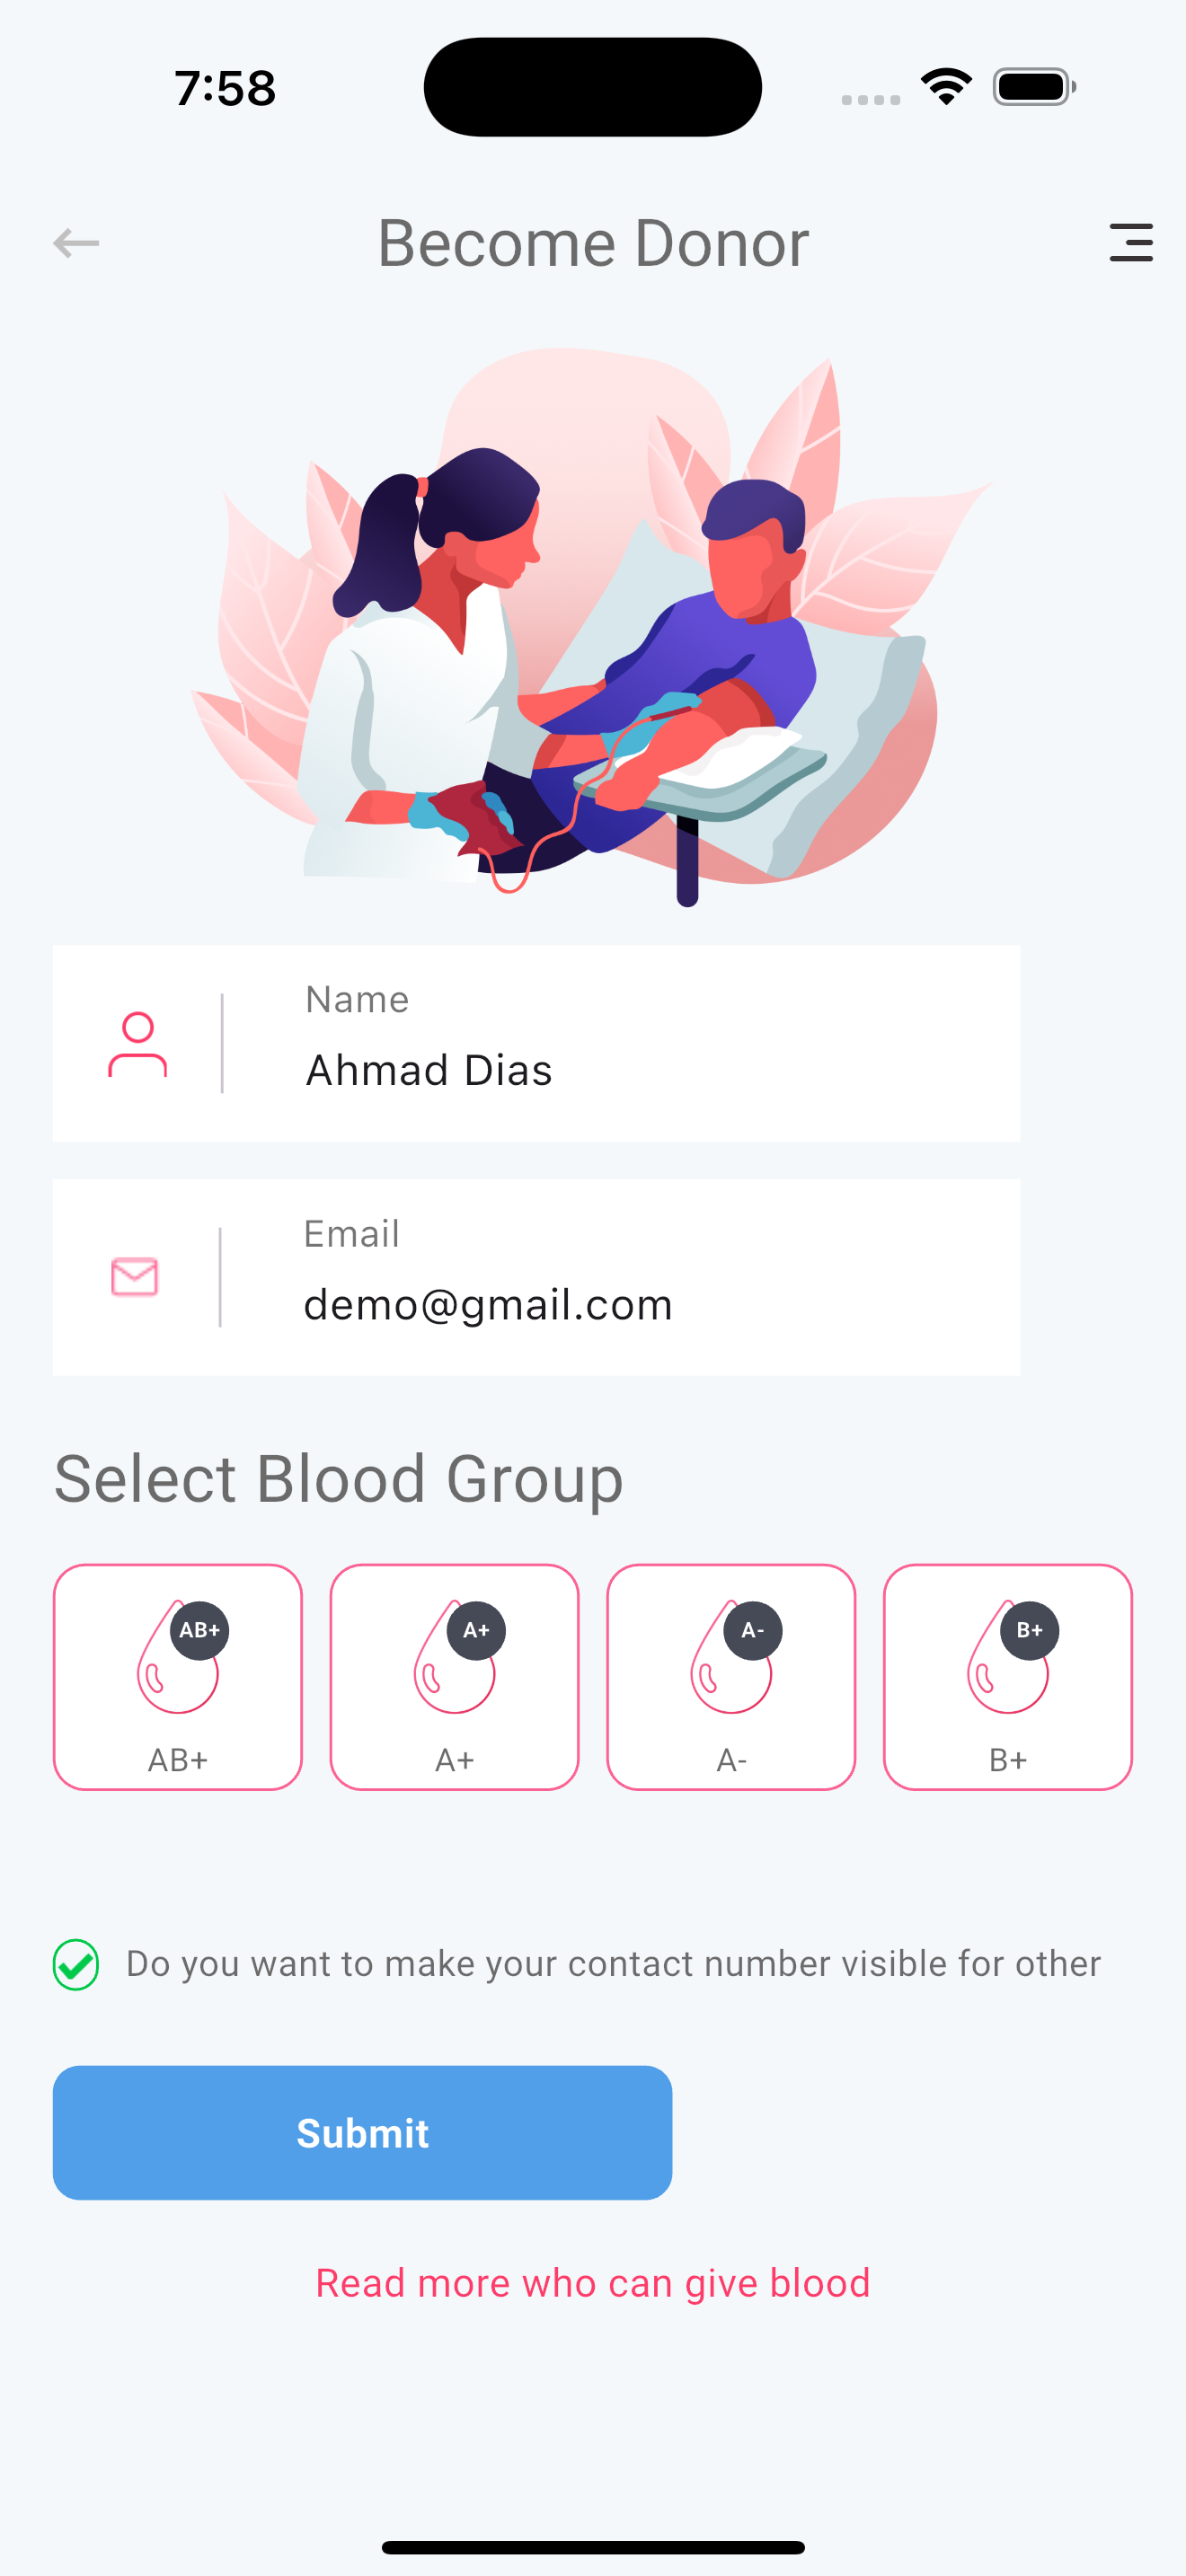 7:58
Become Donor
Name
Ahmad Dias
Email
demo@gmail.com
Select Blood Group
AB+ A+ A- B+
AB+ A+ A- B+
Do you want to make your contact number visible for other
Submit
Read more who can give blood